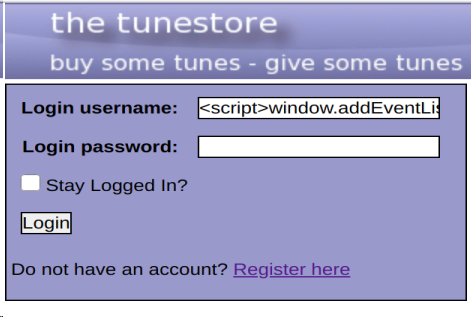 the tunestore
buy some tunes - give some tunes
Login username: <script>window.addEventLis
Login password:
Stay Logged In?
Login
Do not have an account? Register here